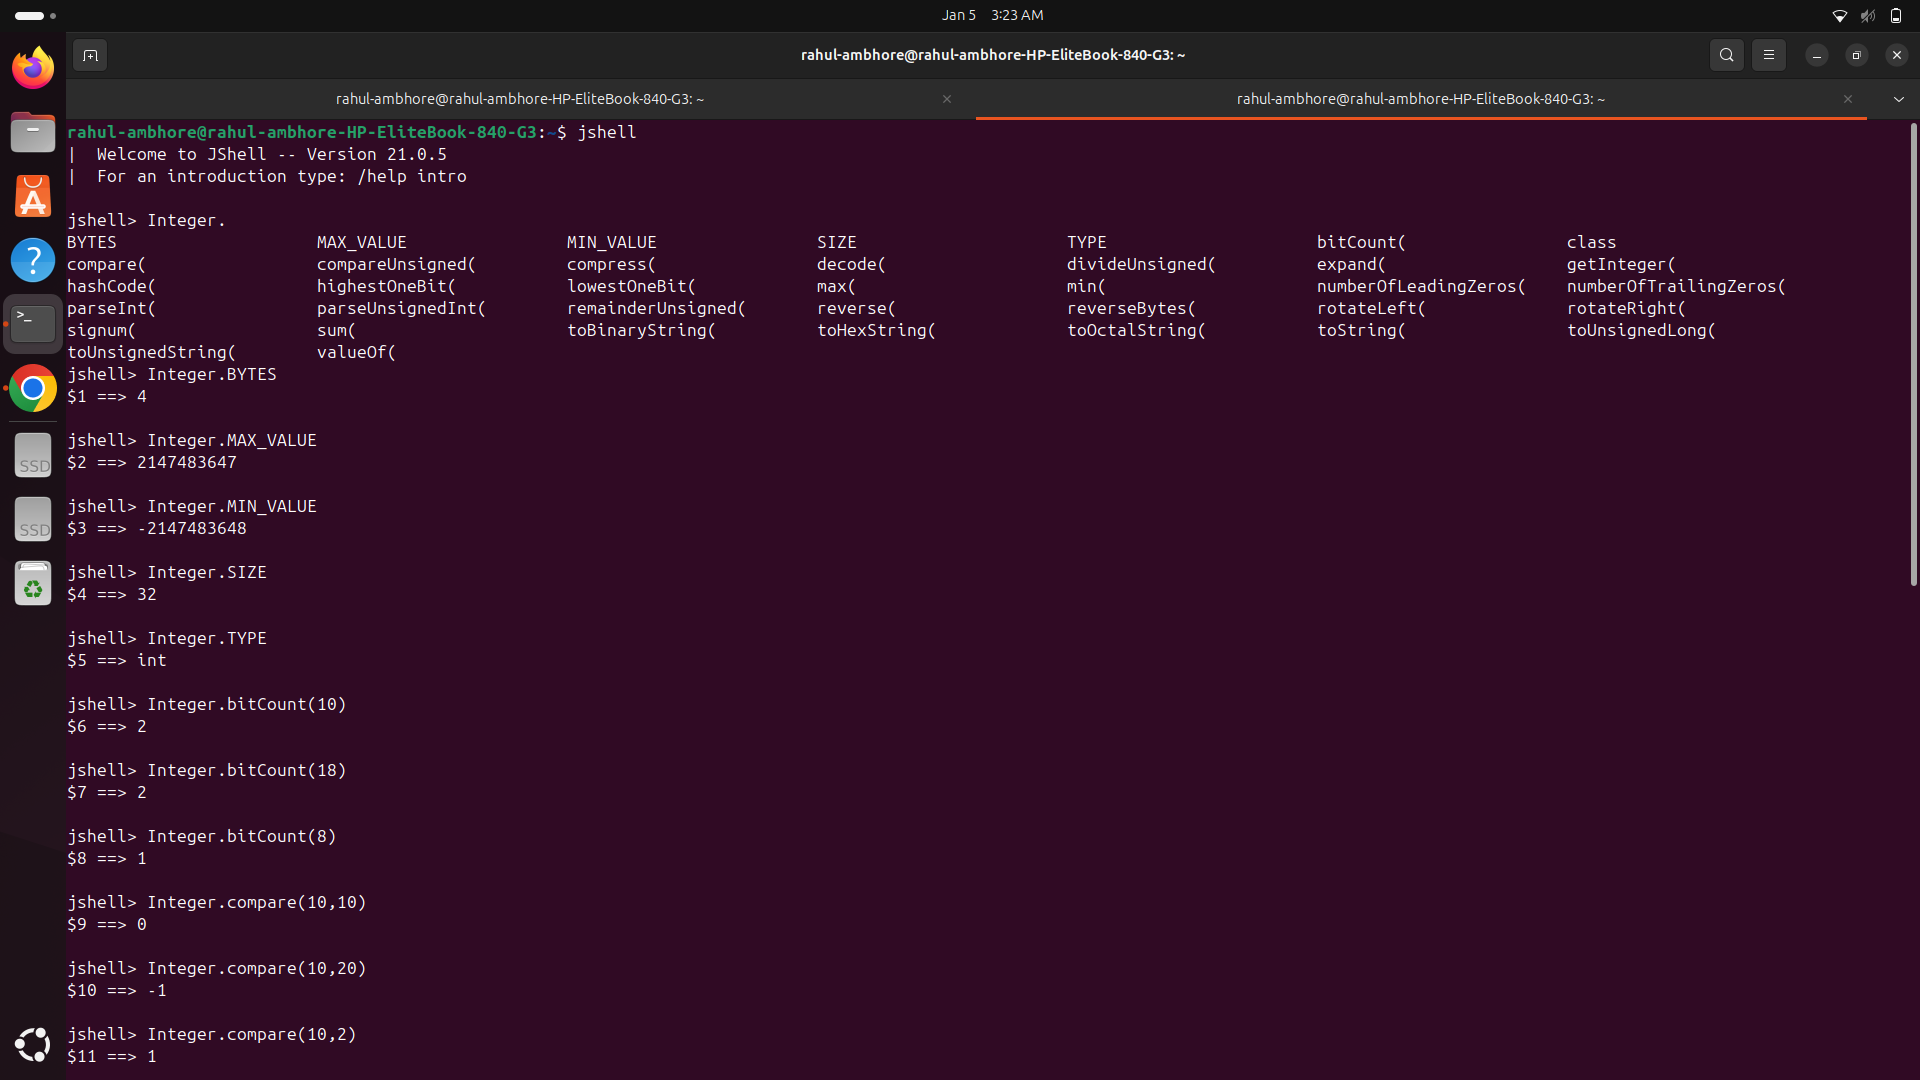 Jan 5 3:23 AM
rahul-ambhore@rahul-ambhore-HP-EliteBook-840-G3: ~
rahul-ambhore@rahul-ambhore-HP-EliteBook-840-G3: ~ rahul-ambhore@rahul-ambhore-HP-EliteBook-840-G3: ~
rahul-ambhore@rahul-ambhore-HP-EliteBook-840-G3:~$ jshell
| Welcome to JShell -- Version 21.0.5
| For an introduction type: /help intro
jshell> Integer.
BYTES MAX_VALUE MIN_VALUE SIZE TYPE bitCount( class
compare( compareUnsigned( compress( decode( divideUnsigned( expand( getInteger(
hashCode( highestOneBit( lowestOneBit( max( min( numberOfLeadingZeros( numberOfTrailingZeros(
parseInt( parseUnsignedInt( remainderUnsigned( reverse( reverseBytes( rotateLeft( rotateRight(
signum( sum( toBinaryString( toHexString( toOctalString( toString( toUnsignedLong(
toUnsignedString( valueOf(
jshell> Integer.BYTES
$1 ==> 4
jshell> Integer.MAX_VALUE
$2 ==> 2147483647
jshell> Integer.MIN_VALUE
$3 ==> -2147483648
jshell> Integer.SIZE
$4 ==> 32
jshell> Integer.TYPE
$5 ==> int
jshell> Integer.bitCount(10)
$6 ==> 2
jshell> Integer.bitCount(18)
$7 ==> 2
jshell> Integer.bitCount(8)
$8 ==> 1
jshell> Integer.compare(10,10)
$9 ==> 0
jshell> Integer.compare(10,20)
$10 ==> -1
jshell> Integer.compare(10,2)
$11 ==> 1
SSD
SSD